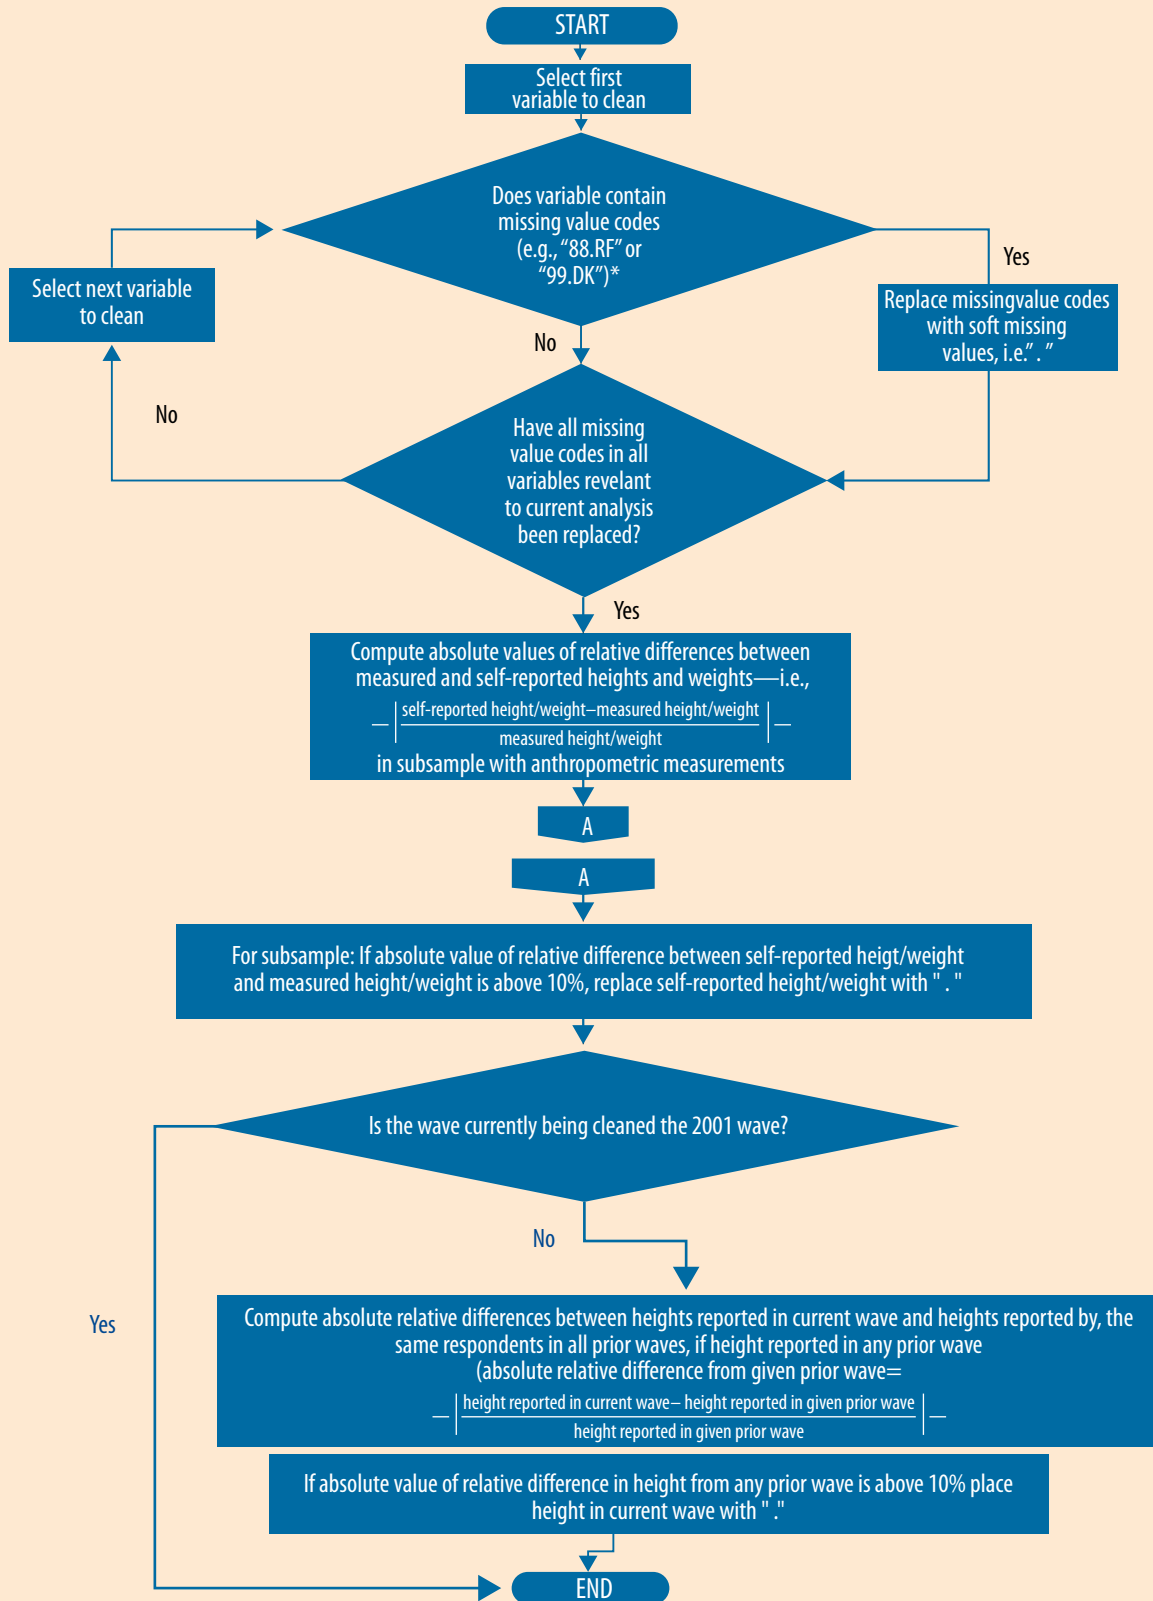 START
Select first
variable to clean
Does variable contain
missing value codes
(e.g., “88.RF” or
“99.DK”)*
Yes
Select next variable
to clean
Replace missingvalue codes
with soft missing
values, i.e.” . ”
No
No
Have all missing
value codes in all
variables revelant
to current analysis
been replaced?
Yes
Compute absolute values of relative differences between
measured and self-reported heights and weights—i.e.,
— | self-reported height/weight–measured height/weight | —
measured height/weight
in subsample with anthropometric measurements
A
A
For subsample: If absolute value of relative difference between self-reported heigt/weight
and measured height/weight is above 10%, replace self-reported height/weight with " . "
Is the wave currently being cleaned the 2001 wave?
No
Yes
Compute absolute relative differences between heights reported in current wave and heights reported by, the
same respondents in all prior waves, if height reported in any prior wave
(absolute relative difference from given prior wave=
— | height reported in current wave– height reported in given prior wave | —
height reported in given prior wave
If absolute value of relative difference in height from any prior wave is above 10% place
height in current wave with " ."
END